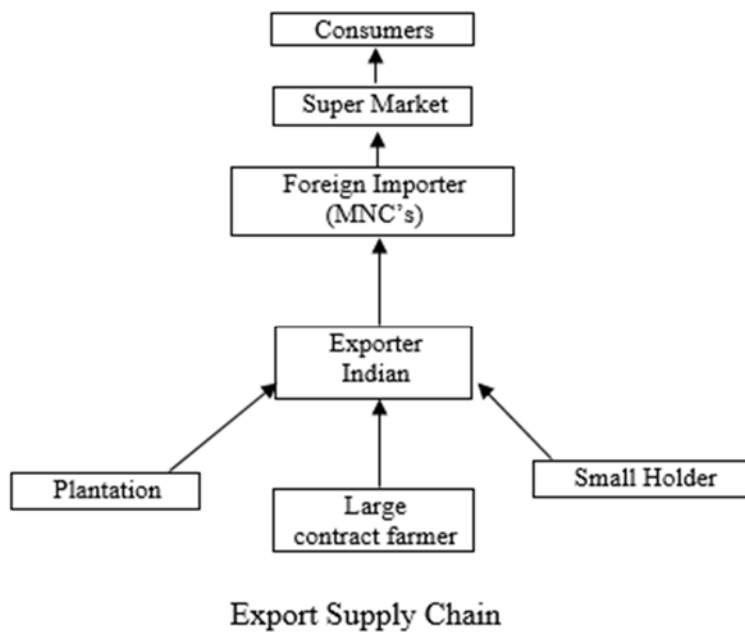 Consumers
Super Market
Foreign Importer
(MNC's)
Exporter
Indian
Plantation
Large
contract farmer
Small Holder
Export Supply Chain